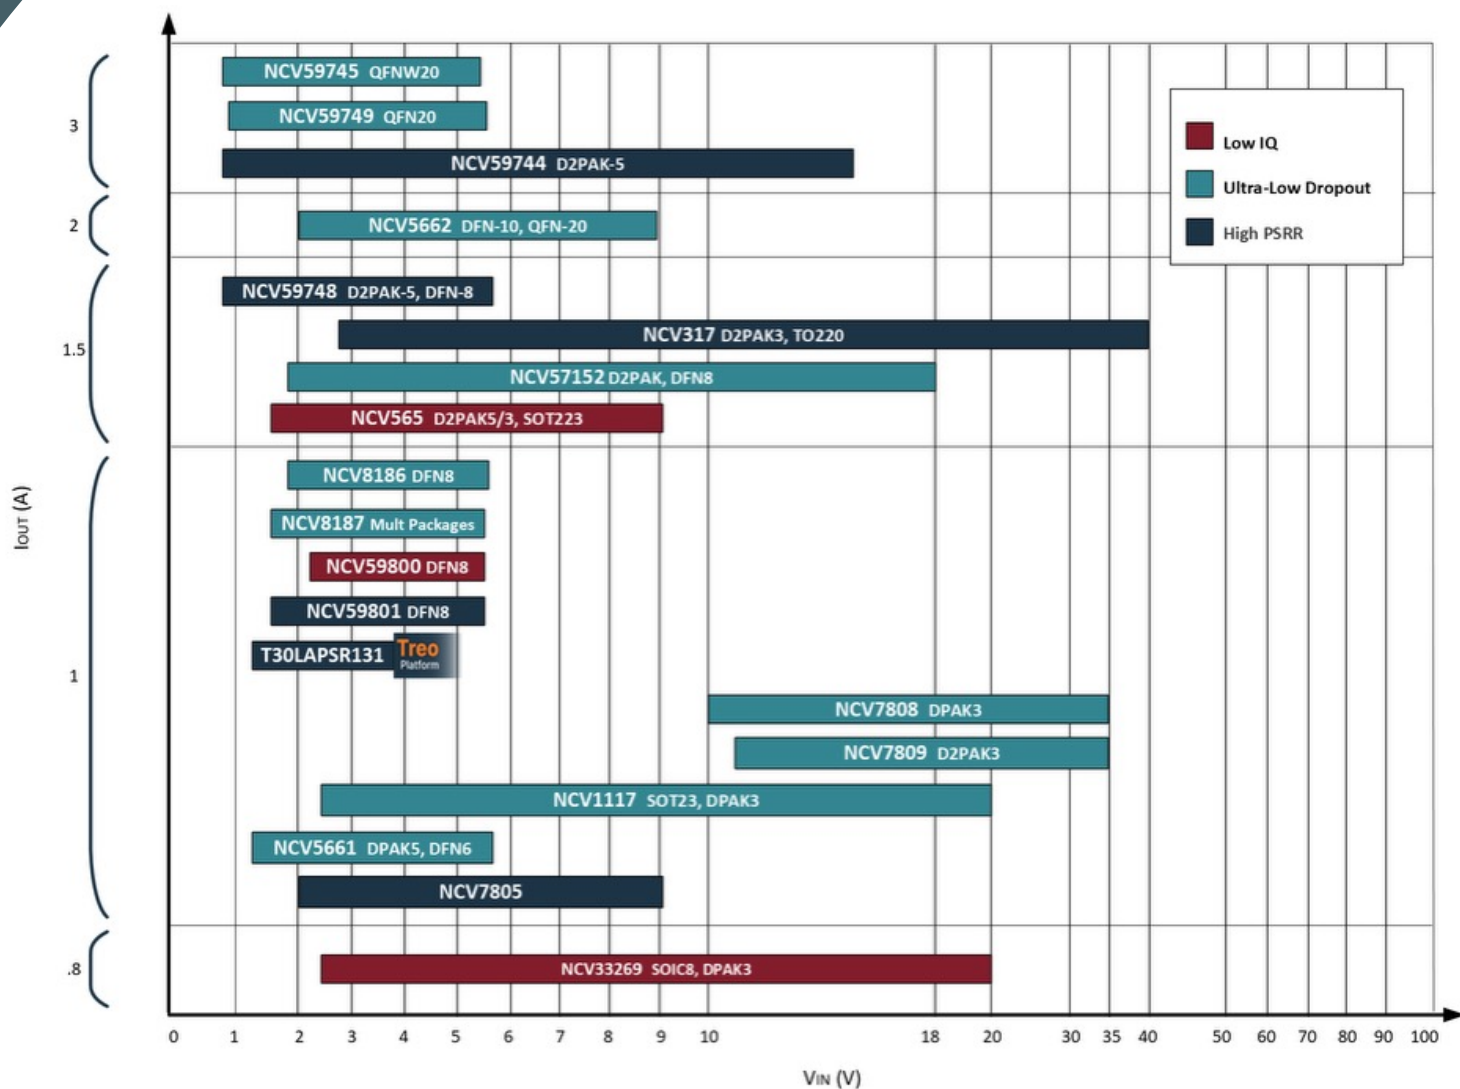 3
NCV59745 QFNW20
NCV59749 QFN20
NCV59744 D2PAK-5
Low IQ
Ultra-Low Dropout
High PSRR
2
NCV5662 DFN-10, QFN-20
1.5
NCV59748 D2PAK-5, DFN-8
NCV317 D2PAK3, TO220
NCV57152 D2PAK, DFN8
NCV565 D2PAK5/3, SOT223
IOUT (A)
1
NCV8186 DFN8
NCV8187 Mult Packages
NCV59800 DFN8
NCV59801 DFN8
T30LAPSR131 Treo
Platform
NCV7808 DPAK3
NCV7809 D2PAK3
NCV1117 SOT23, DPAK3
NCV5661 DPAK5, DFN6
NCV7805
.8
NCV33269 SOIC8, DPAK3
0 1 2 3 4 5 6 7 8 9 10 18 20 30 35 40 50 60 70 80 90 100
VIN (V)